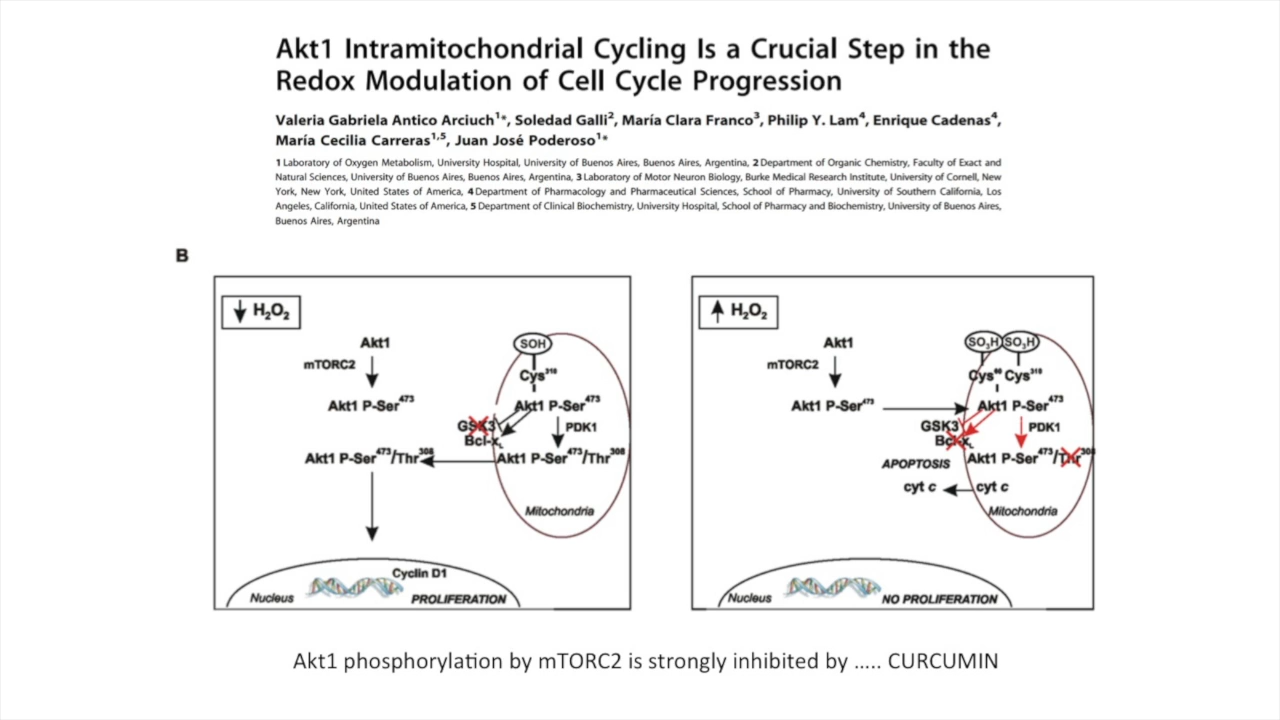 Akt1 Intramitochondrial Cycling Is a Crucial Step in the
Redox Modulation of Cell Cycle Progression
Valeria Gabriela Antico Arciuch1*, Soledad Galli2, María Clara Franco3, Philip Y. Lam4, Enrique Cadenas4,
María Cecilia Carreras1,5, Juan José Poderoso1*
1 Laboratory of Oxygen Metabolism, University Hospital, University of Buenos Aires, Buenos Aires, Argentina, 2 Department of Organic Chemistry, Faculty of Exact and
Natural Sciences, University of Buenos Aires, Buenos Aires, Argentina, 3 Laboratory of Motor Neuron Biology, Burke Medical Research Institute, University of Cornell, New
York, New York, United States of America, 4 Department of Pharmacology and Pharmaceutical Sciences, School of Pharmacy, University of Southern California, Los
Angeles, California, United States of America, 5 Department of Clinical Biochemistry, University Hospital, School of Pharmacy and Biochemistry, University of Buenos Aires,
Buenos Aires, Argentina
B
H2O2
Akt1
mTORC2
Akt1 P-Ser473
SOH
Cys310
Akt1 P-Ser473
GSK3
Bcl-xL
PDK1
Akt1 P-Ser473/Thr308
Akt1 P-Ser473/Thr308
Mitochondria
Cyclin D1
Nucleus
PROLIFERATION
H2O2
Akt1
mTORC2
Akt1 P-Ser473
SO3H SO3H
Cys60 Cys310
Akt1 P-Ser473
GSK3
Bcl-xL
PDK1
Akt1 P-Ser473/Thr308
APOPTOSIS
cyt c
cyt c
Mitochondria
Nucleus
NO PROLIFERATION
Akt1 phosphorylation by mTORC2 is strongly inhibited by ..... CURCUMIN